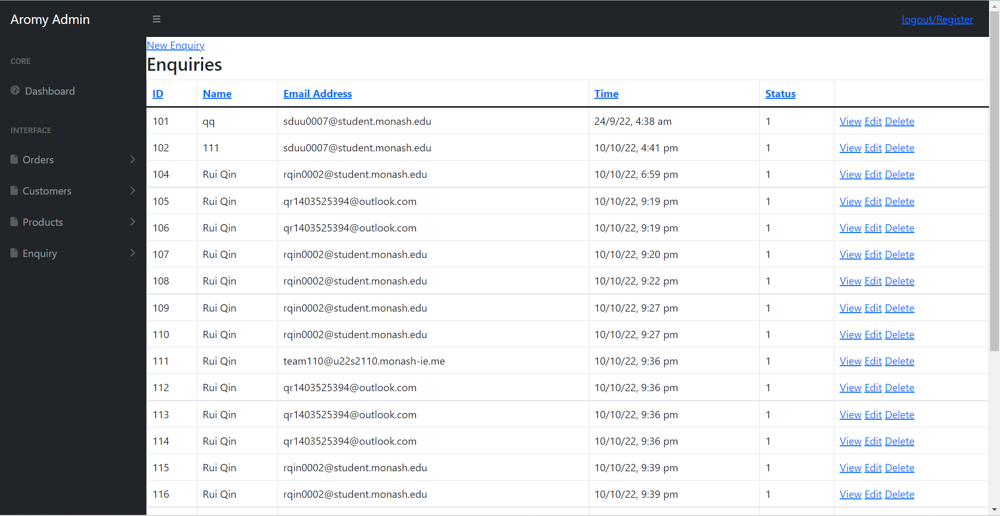 Aromy Admin
logout/Register
CORE
Dashboard
INTERFACE
Orders
Customers
Products
Enquiry
New Enquiry
Enquiries
ID Name Email Address Time Status
101 qq sduu0007@student.monash.edu 24/9/22, 4:38 am 1 View Edit Delete
102 111 sduu0007@student.monash.edu 10/10/22, 4:41 pm 1 View Edit Delete
104 Rui Qin rqin0002@student.monash.edu 10/10/22, 6:59 pm 1 View Edit Delete
105 Rui Qin qr1403525394@outlook.com 10/10/22, 9:19 pm 1 View Edit Delete
106 Rui Qin qr1403525394@outlook.com 10/10/22, 9:19 pm 1 View Edit Delete
107 Rui Qin rqin0002@student.monash.edu 10/10/22, 9:20 pm 1 View Edit Delete
108 Rui Qin rqin0002@student.monash.edu 10/10/22, 9:22 pm 1 View Edit Delete
109 Rui Qin rqin0002@student.monash.edu 10/10/22, 9:27 pm 1 View Edit Delete
110 Rui Qin rqin0002@student.monash.edu 10/10/22, 9:27 pm 1 View Edit Delete
111 Rui Qin team110@u22s2110.monash-ie.me 10/10/22, 9:36 pm 1 View Edit Delete
112 Rui Qin qr1403525394@outlook.com 10/10/22, 9:36 pm 1 View Edit Delete
113 Rui Qin qr1403525394@outlook.com 10/10/22, 9:36 pm 1 View Edit Delete
114 Rui Qin qr1403525394@outlook.com 10/10/22, 9:36 pm 1 View Edit Delete
115 Rui Qin rqin0002@student.monash.edu 10/10/22, 9:39 pm 1 View Edit Delete
116 Rui Qin rqin0002@student.monash.edu 10/10/22, 9:39 pm 1 View Edit Delete